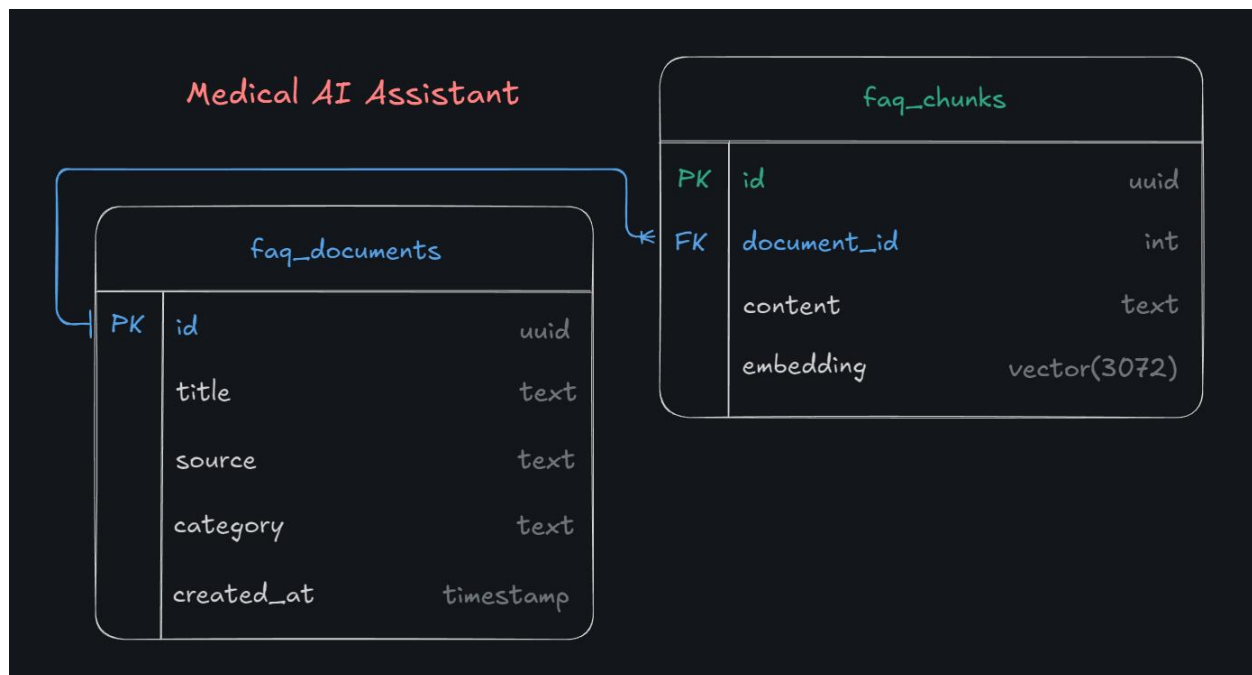 Medical AI Assistant
faq_documents
PK id uuid
title text
source text
category text
created_at timestamp
faq_chunks
PK id uuid
FK document_id int
content text
embedding vector(3072)